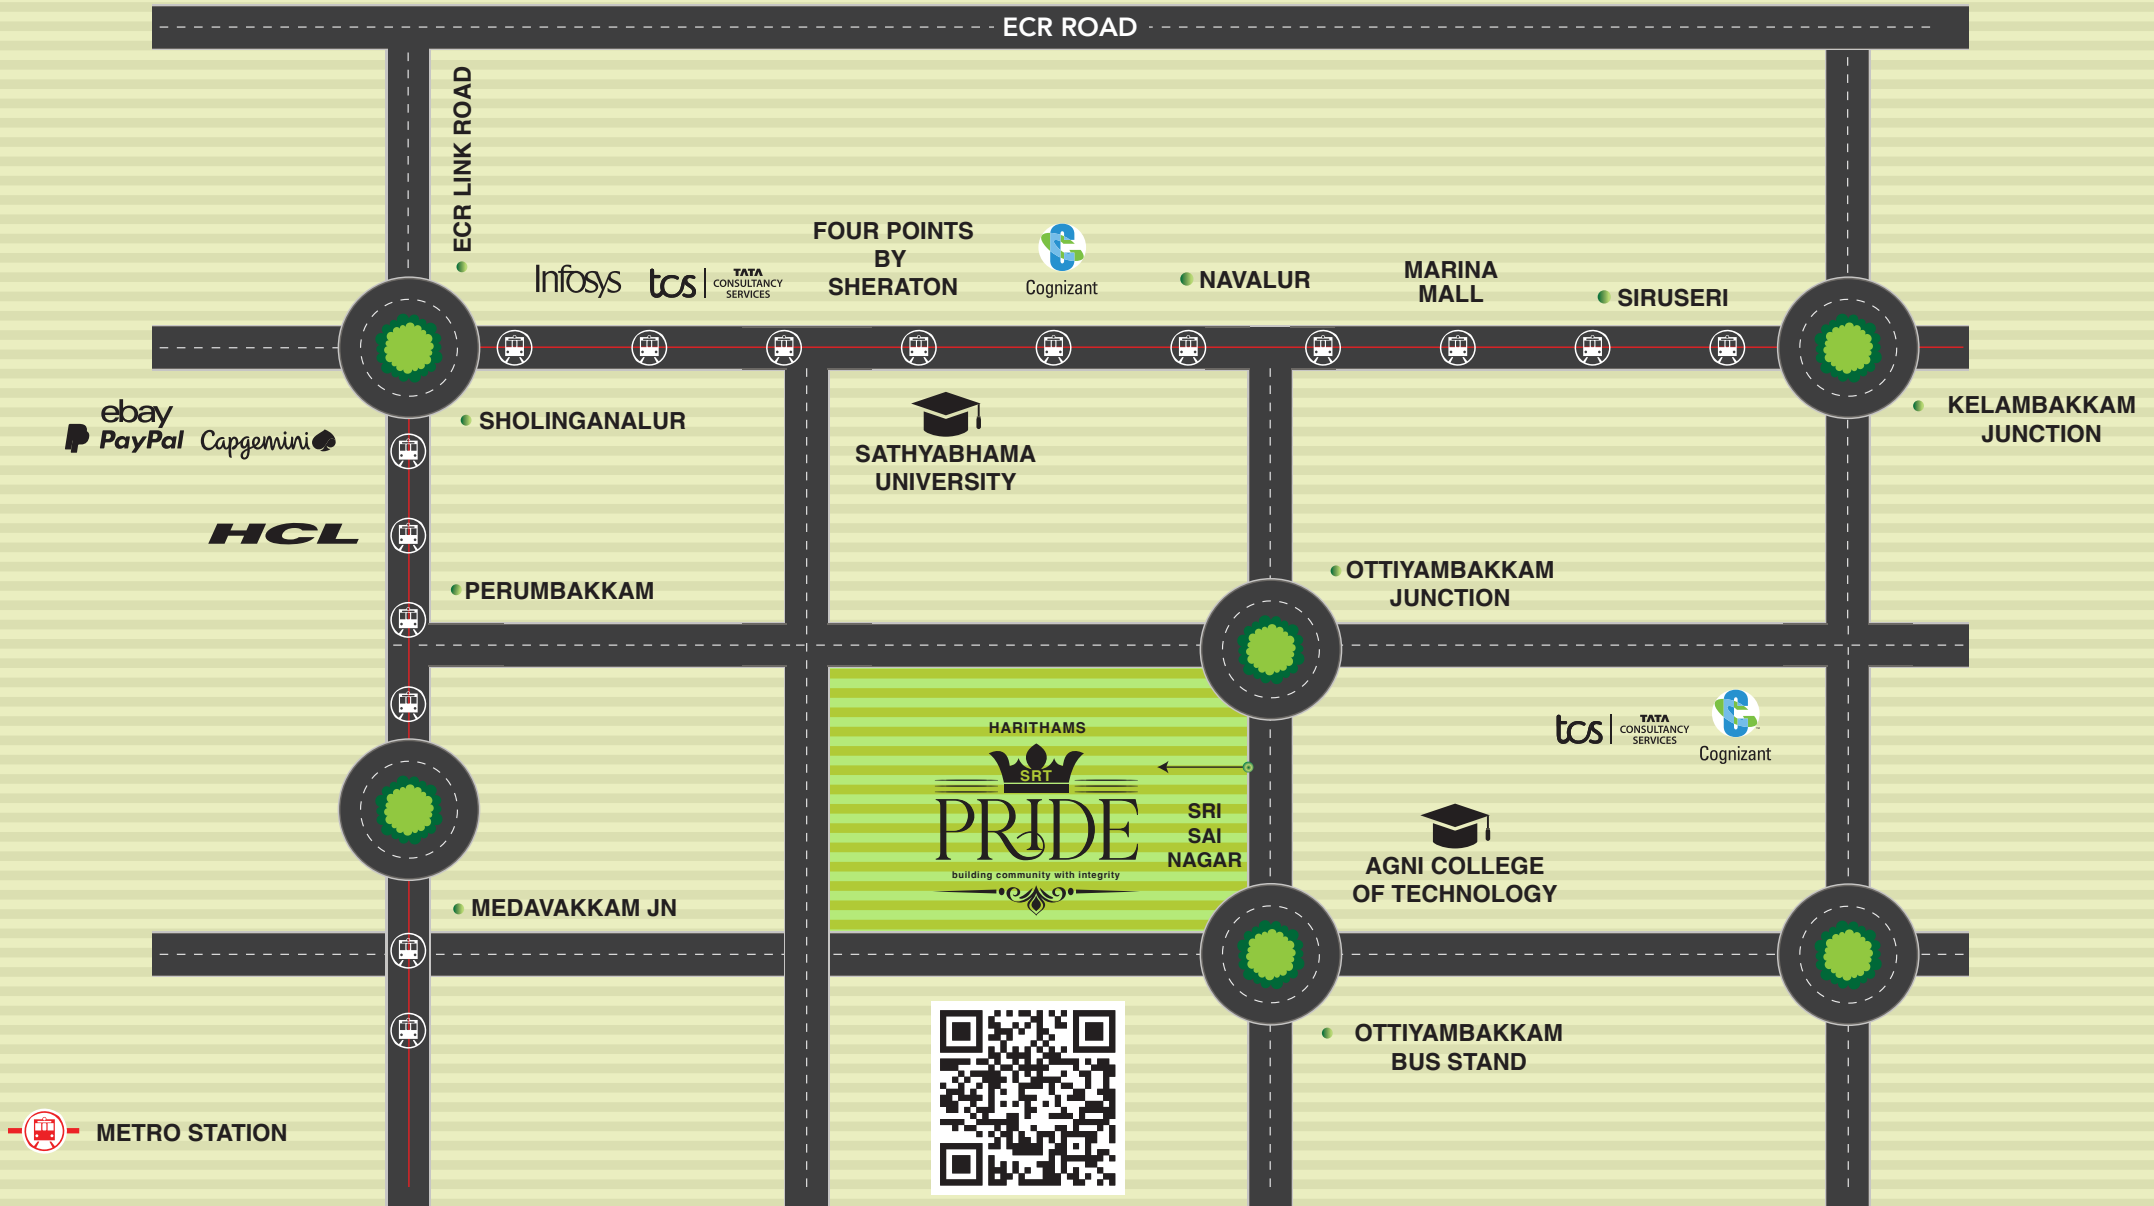 ECR ROAD
ECR LINK ROAD
Infosys
tcs
TATA
CONSULTANCY
SERVICES
FOUR POINTS
BY
SHERATON
Cognizant
NAVALUR
MARINA
MALL
SIRUSERI
ebay
PayPal
Capgemini
SHOLINGANALUR
SATHYABHAMA
UNIVERSITY
KELAMBAKKAM
JUNCTION
HCL
PERUMBAKKAM
OTTIYAMBAKKAM
JUNCTION
HARITHAMS
SRT
PRIDE
building community with integrity
SRI
SAI
NAGAR
tcs
TATA
CONSULTANCY
SERVICES
Cognizant
AGNI COLLEGE
OF TECHNOLOGY
MEDAVAKKAM JN
OTTIYAMBAKKAM
BUS STAND
METRO STATION